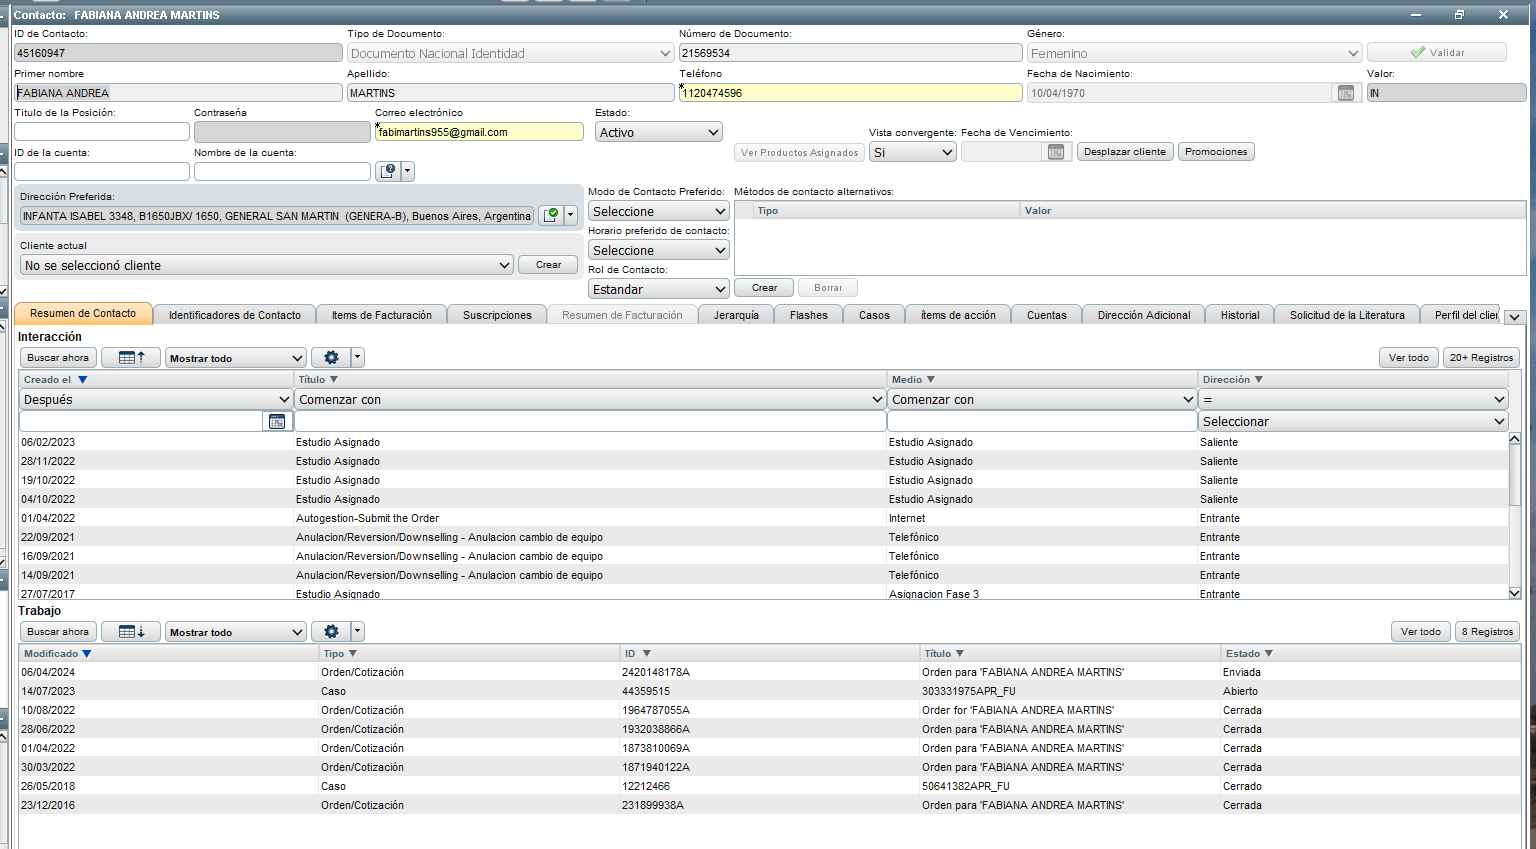 Contacto: FABIANA ANDREA MARTINS
ID de Contacto: Tipo de Documento: Número de Documento: Género:
45160947 Documento Nacional Identidad 21569534 Femenino Validar
Primer nombre Apellido: Teléfono Fecha de Nacimiento: Valor:
FABIANA ANDREA MARTINS *1120474596 10/04/1970 IN
Título de la Posición: Contraseña Correo electrónico Estado:
*fabimartins955@gmail.com Activo
Vista convergente: Fecha de Vencimiento:
Ver Productos Asignados Si Desplazar cliente Promociones
ID de la cuenta: Nombre de la cuenta:
Dirección Preferida: Modo de Contacto Preferido: Métodos de contacto alternativos:
INFANTA ISABEL 3348, B1650JBX/ 1650, GENERAL SAN MARTIN (GENERA-B), Buenos Aires, Argentina Seleccione Tipo Valor
Horario preferido de contacto:
Cliente actual Seleccione
No se seleccionó cliente Crear
Rol de Contacto:
Estandar Crear Borrar
Resumen de Contacto Identificadores de Contacto Items de Facturación Suscripciones Resumen de Facturación Jerarquía Flashes Casos ítems de acción Cuentas Dirección Adicional Historial Solicitud de la Literatura Perfil del clien
Interacción
Buscar ahora Mostrar todo Ver todo 20+ Registros
Creado el Título Medio Dirección
Después Comenzar con Comenzar con =
Seleccionar
06/02/2023 Estudio Asignado Estudio Asignado Saliente
28/11/2022 Estudio Asignado Estudio Asignado Saliente
19/10/2022 Estudio Asignado Estudio Asignado Saliente
04/10/2022 Estudio Asignado Estudio Asignado Saliente
01/04/2022 Autogestion-Submit the Order Internet Entrante
22/09/2021 Anulacion/Reversion/Downselling - Anulacion cambio de equipo Telefónico Entrante
16/09/2021 Anulacion/Reversion/Downselling - Anulacion cambio de equipo Telefónico Entrante
14/09/2021 Anulacion/Reversion/Downselling - Anulacion cambio de equipo Telefónico Entrante
27/07/2017 Estudio Asignado Asignacion Fase 3 Entrante
Trabajo
Buscar ahora Mostrar todo Ver todo 8 Registros
Modificado Tipo ID Título Estado
06/04/2024 Orden/Cotización 2420148178A Orden para 'FABIANA ANDREA MARTINS' Enviada
14/07/2023 Caso 44359515 303331975APR_FU Abierto
10/08/2022 Orden/Cotización 1964787055A Order for 'FABIANA ANDREA MARTINS' Cerrada
28/06/2022 Orden/Cotización 1932038866A Orden para 'FABIANA ANDREA MARTINS' Cerrada
01/04/2022 Orden/Cotización 1873810069A Orden para 'FABIANA ANDREA MARTINS' Cerrada
30/03/2022 Orden/Cotización 1871940122A Orden para 'FABIANA ANDREA MARTINS' Cerrada
26/05/2018 Caso 12212466 50641382APR_FU Cerrado
23/12/2016 Orden/Cotización 231899938A Orden para 'FABIANA ANDREA MARTINS' Cerrada